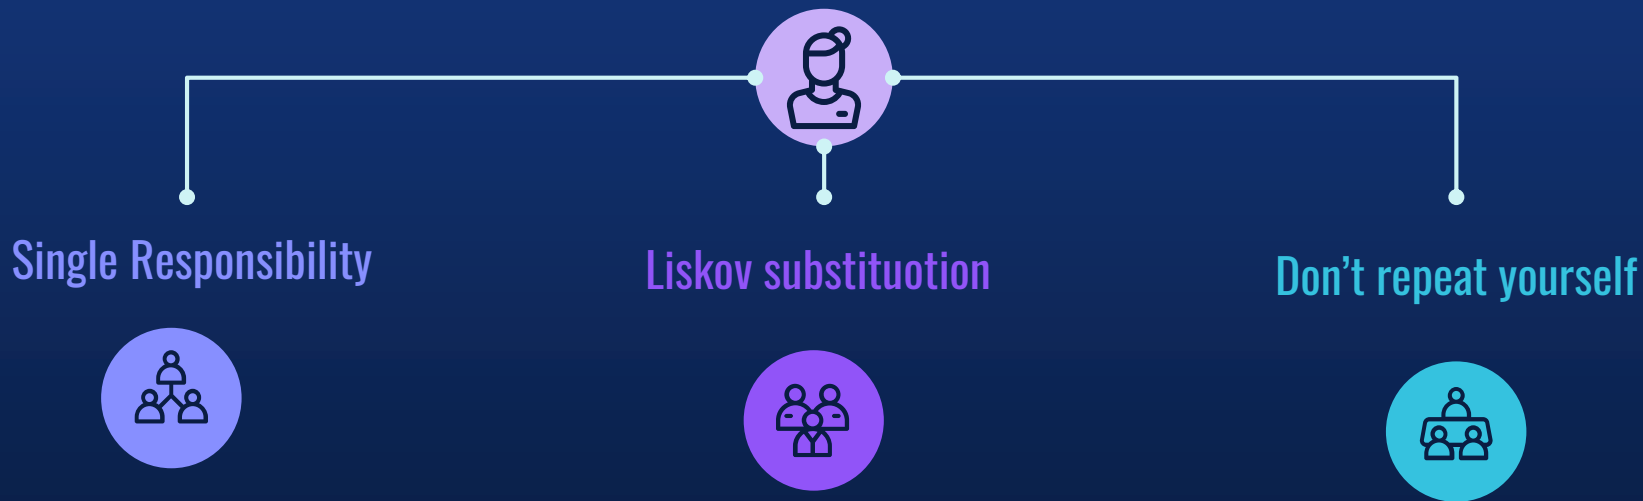 Single Responsibility
Liskov substituotion
Don’t repeat yourself